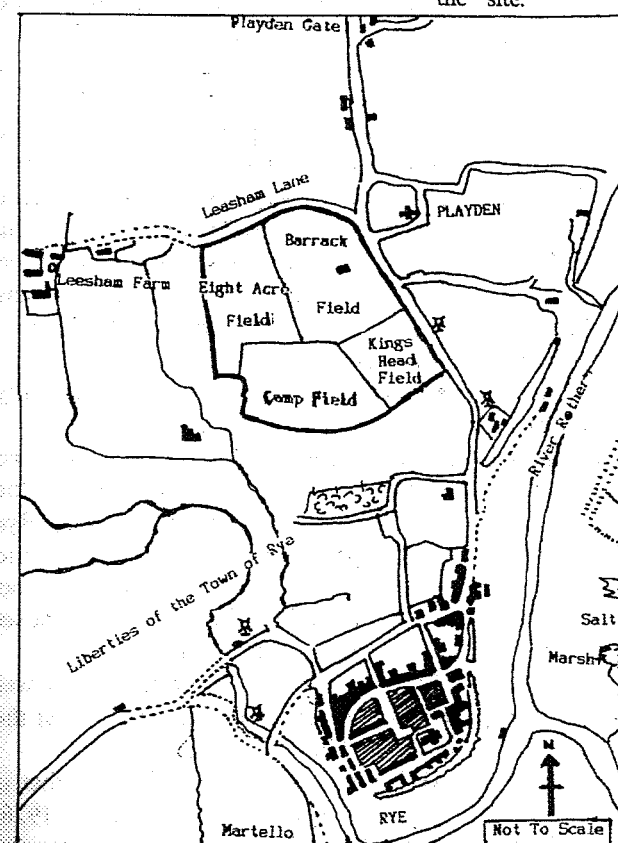 the site.
Playden Gate
Leesham Lane
PLAYDEN
Barrack
Field
Leesham Farm
Eight Acre
Field
Kings
Head
Field
Camp Field
River Rother
Liberties of the Town of Rye
Salt
Marsh
N
RYE
Martello
Not To Scale